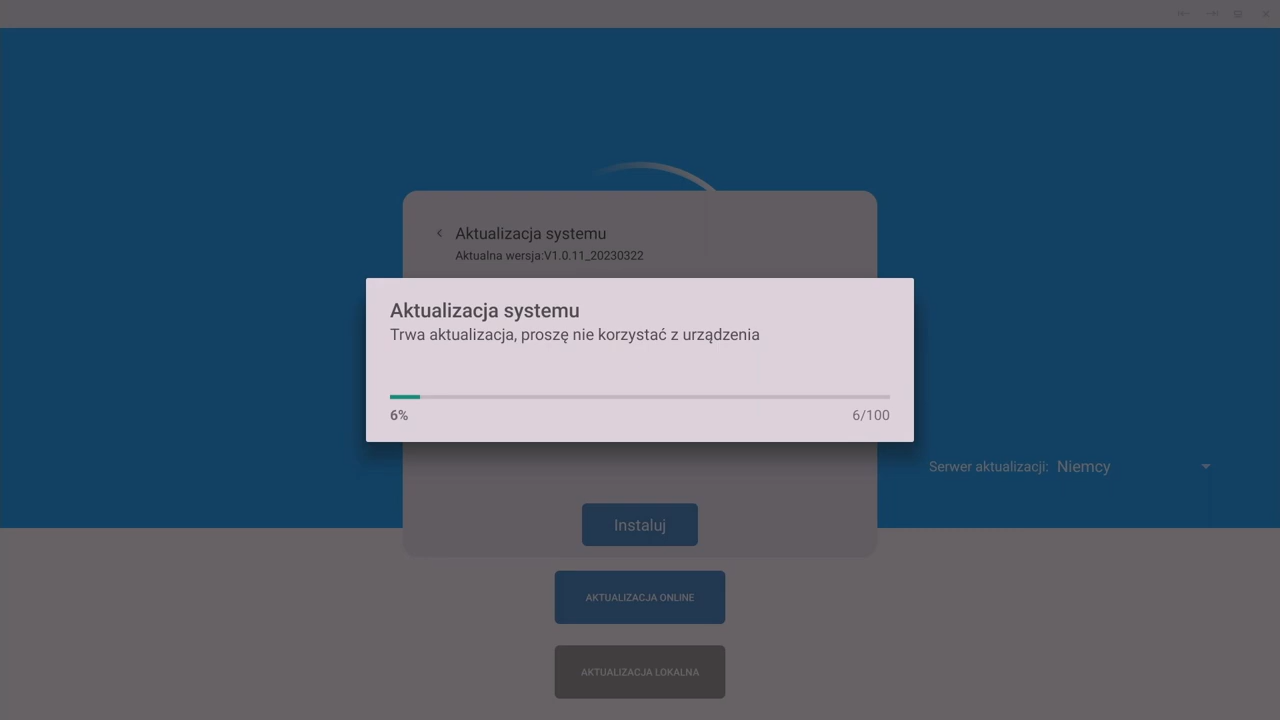 Aktualizacja systemu
Aktualna wersja:V1.0.11_20230322
Aktualizacja systemu
Trwa aktualizacja, proszę nie korzystać z urządzenia
6%
6/100
Serwer aktualizacji: Niemcy
Instaluj
AKTUALIZACJA ONLINE
AKTUALIZACJA LOKALNA